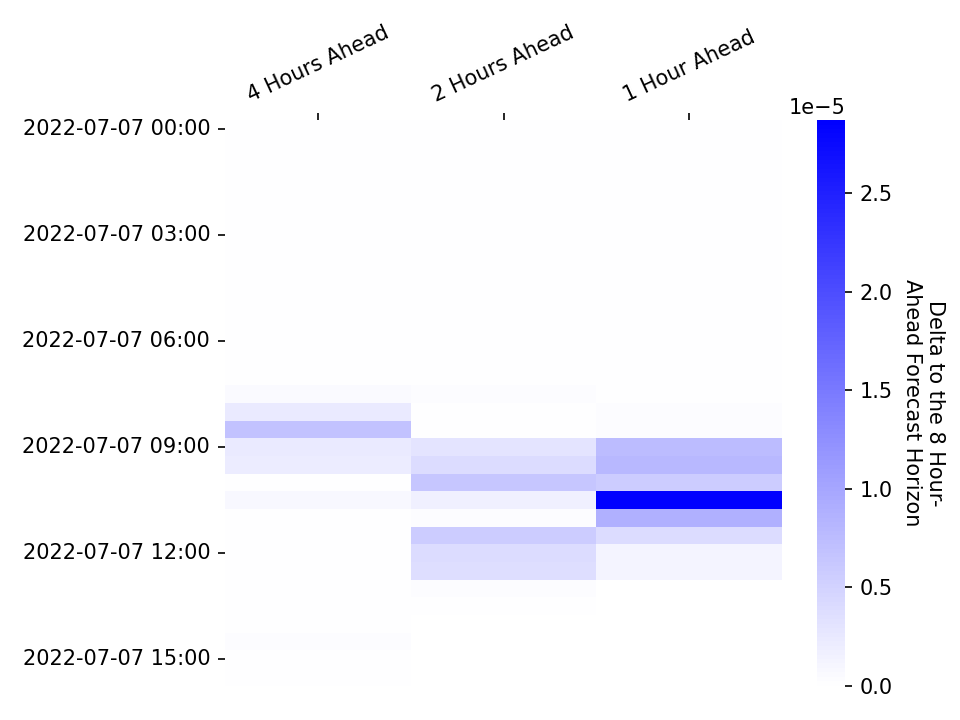 4 Hours Ahead
2 Hours Ahead
1 Hour Ahead
1e−5
2022-07-07 00:00
2022-07-07 03:00
2022-07-07 06:00
2022-07-07 09:00
2022-07-07 12:00
2022-07-07 15:00
2.5
2.0
1.5
1.0
0.5
0.0
Delta to the 8 Hour-
Ahead Forecast Horizon